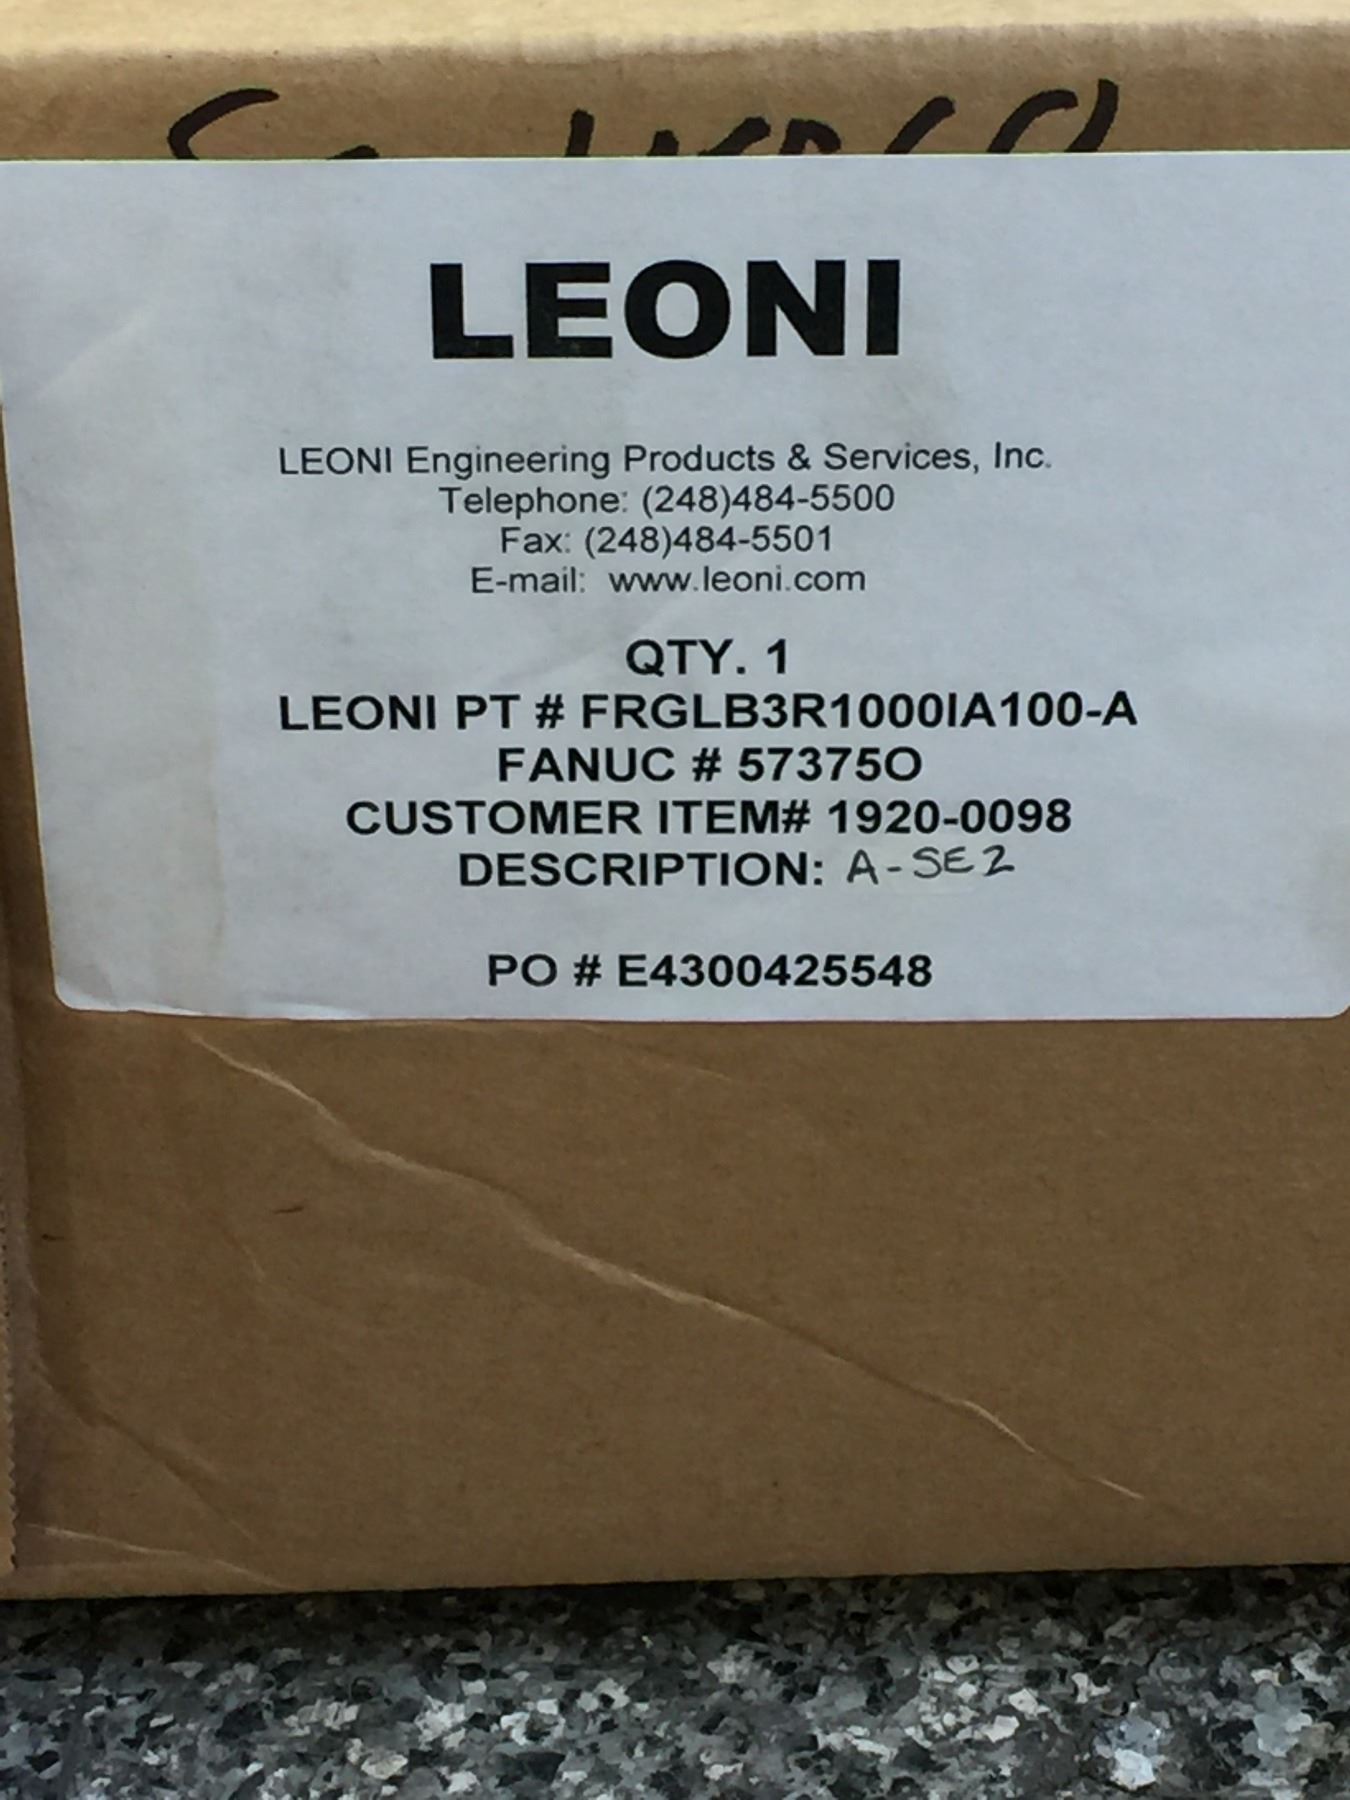 LEONI
LEONI Engineering Products & Services, Inc.
Telephone: (248)484-5500
Fax: (248)484-5501
E-mail: www.leoni.com
QTY. 1
LEONI PT # FRGLB3R1000IA100-A
FANUC # 57375O
CUSTOMER ITEM# 1920-0098
DESCRIPTION: A-SE2
PO # E4300425548